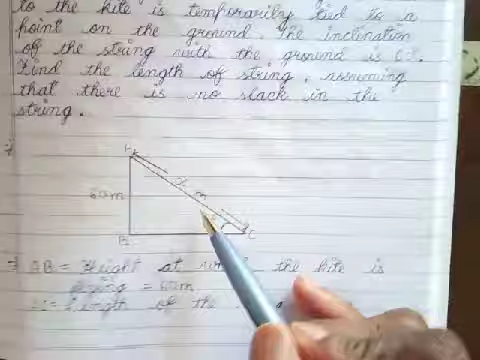 to the kite is temporarily tied to a
point on the ground. The inclination
of the string with the ground is
Find the length of string, assuming
that there is no slack in the
string.
60m
x m
B
C
⇒ AB = Height at the kite is
flying = 60m
Length of the